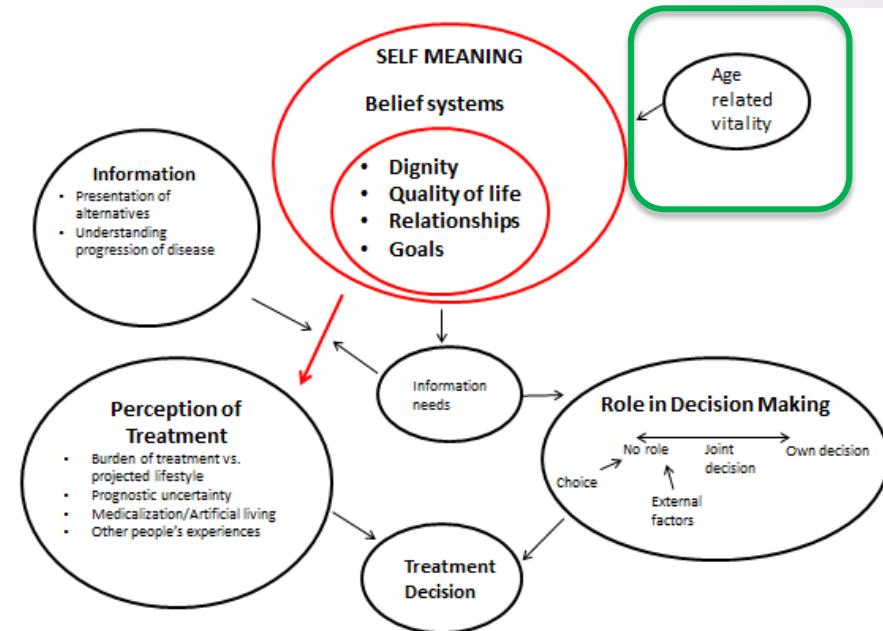 SELF MEANING
Belief systems
• Dignity
• Quality of life
• Relationships
• Goals
Age
related
vitality
Information
• Presentation of
alternatives
• Understanding
progression of disease
Information
needs
Perception of
Treatment
• Burden of treatment vs.
projected lifestyle
• Prognostic uncertainty
• Medicalization/Artificial living
• Other people's experiences
Role in Decision Making
No role
Joint
decision
Own decision
Choice
External
factors
Treatment
Decision